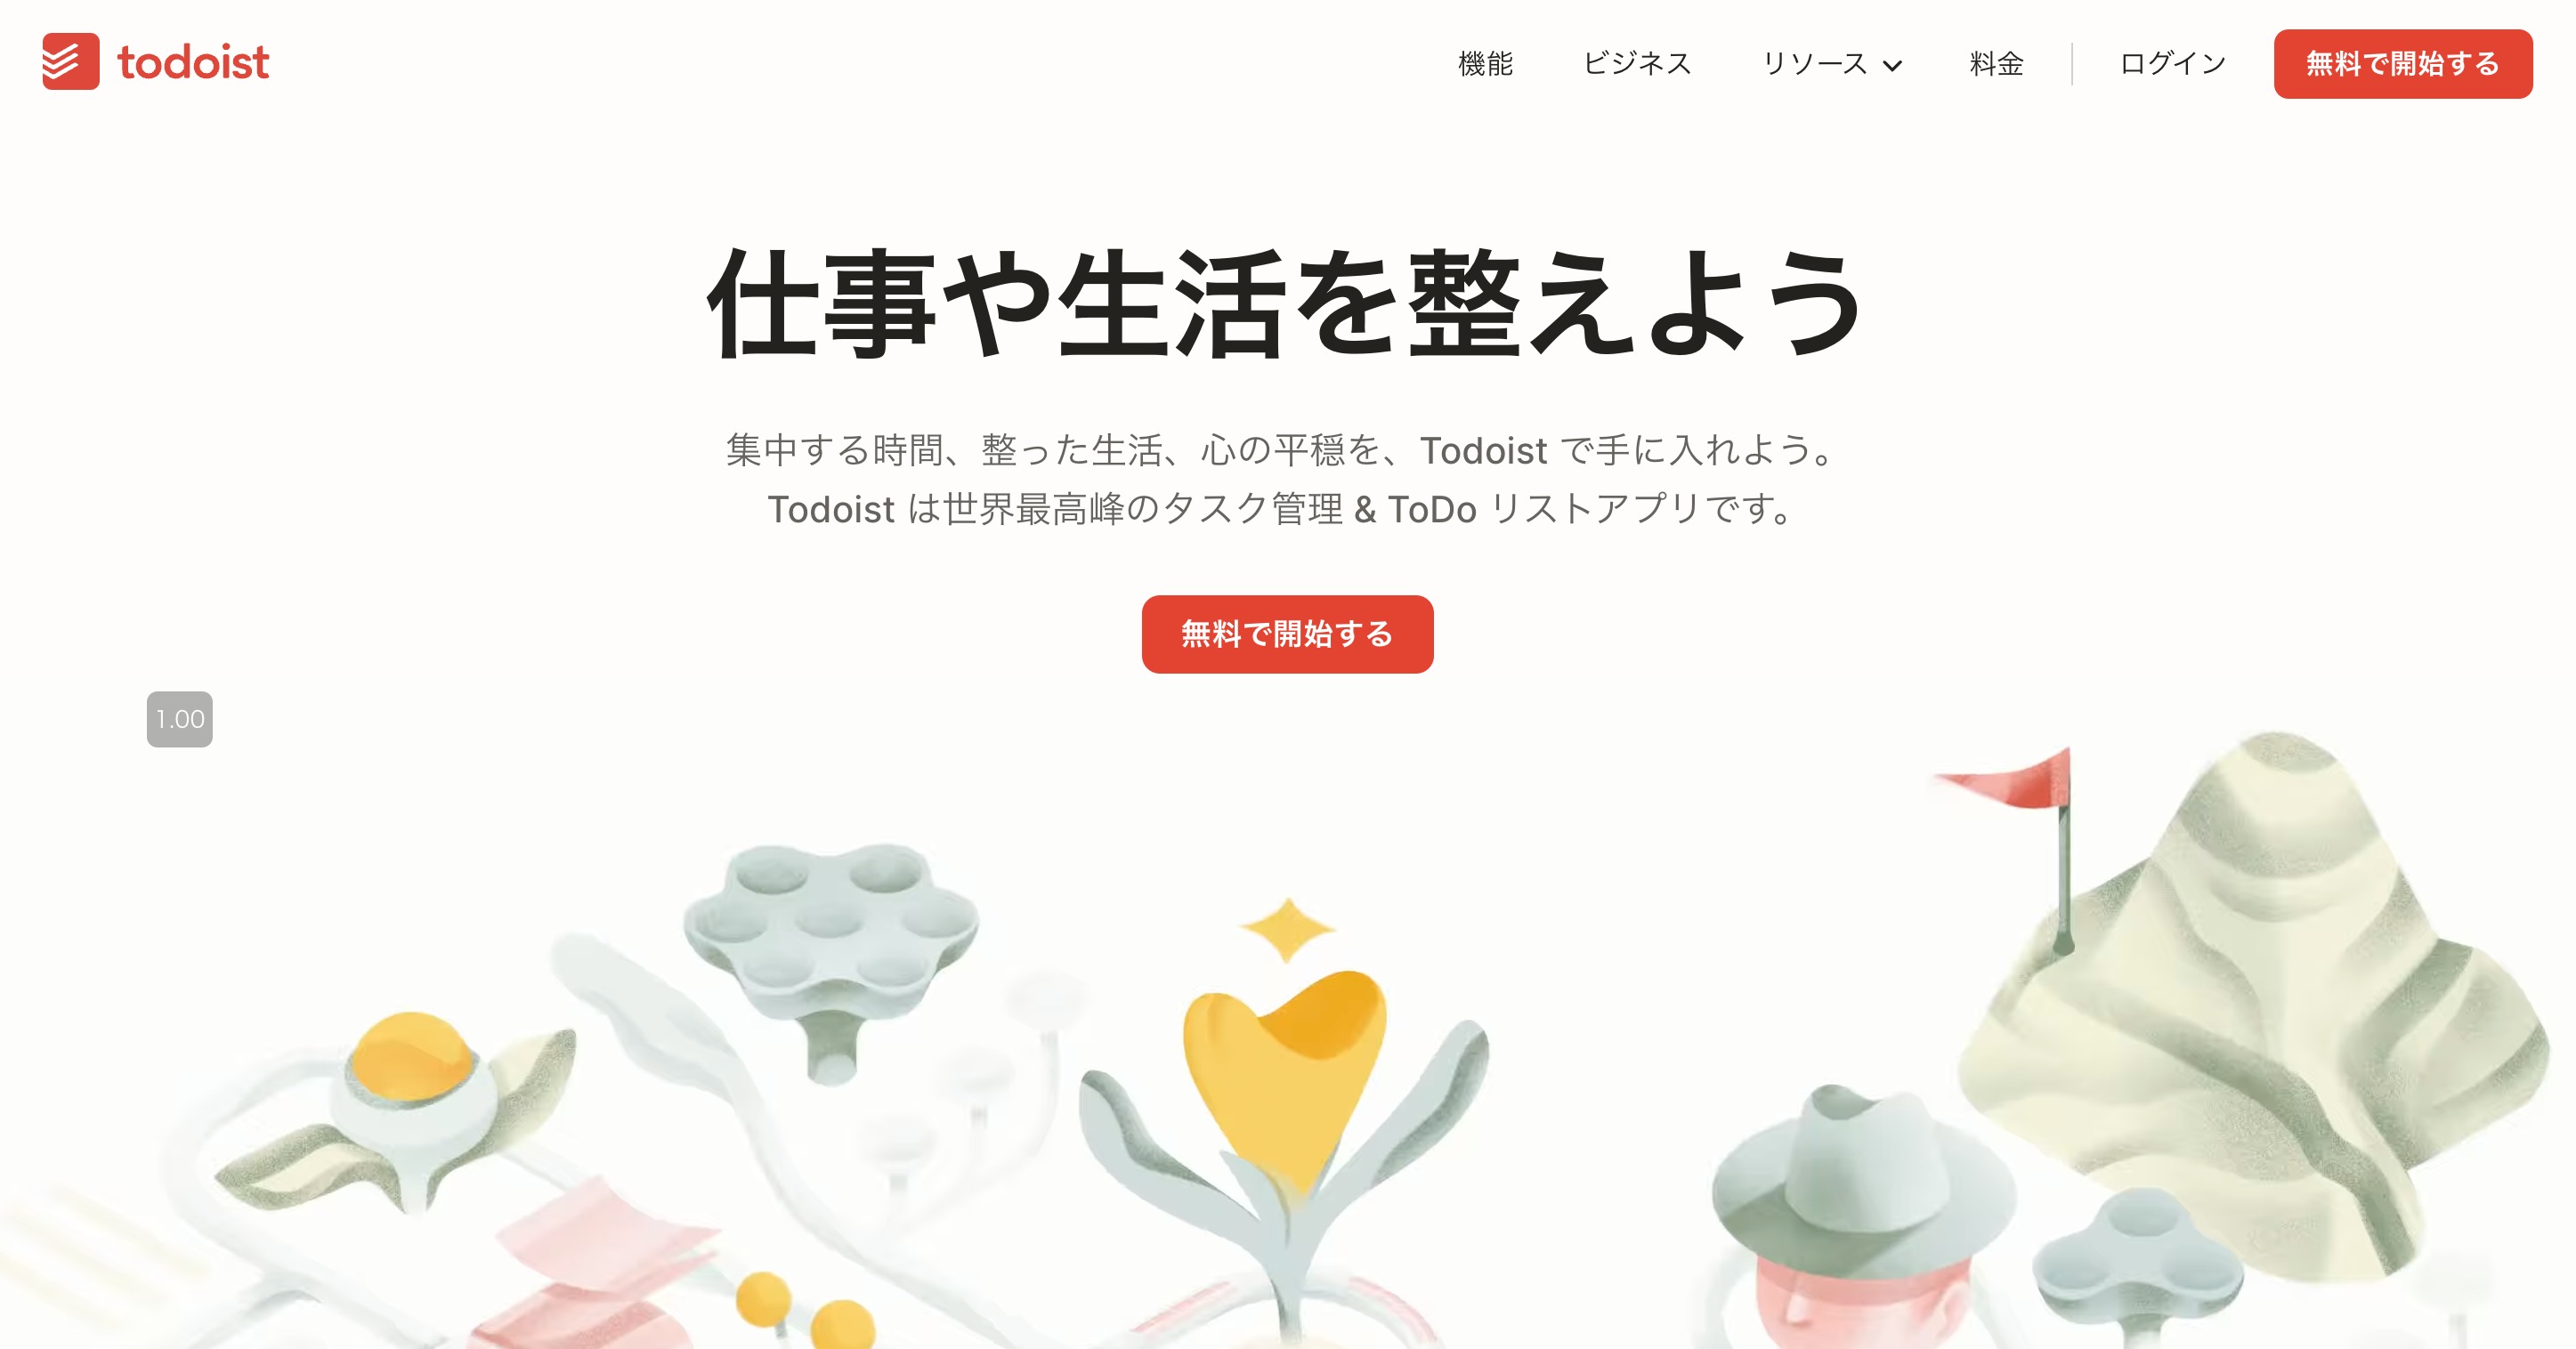 todoist
機能
ビジネス
リソース
料金
ログイン
無料で開始する
仕事や生活を整えよう
集中する時間、整った生活、心の平穏を、Todoist で手に入れよう。
Todoist は世界最高峰のタスク管理 & ToDo リストアプリです。
無料で開始する
1.00